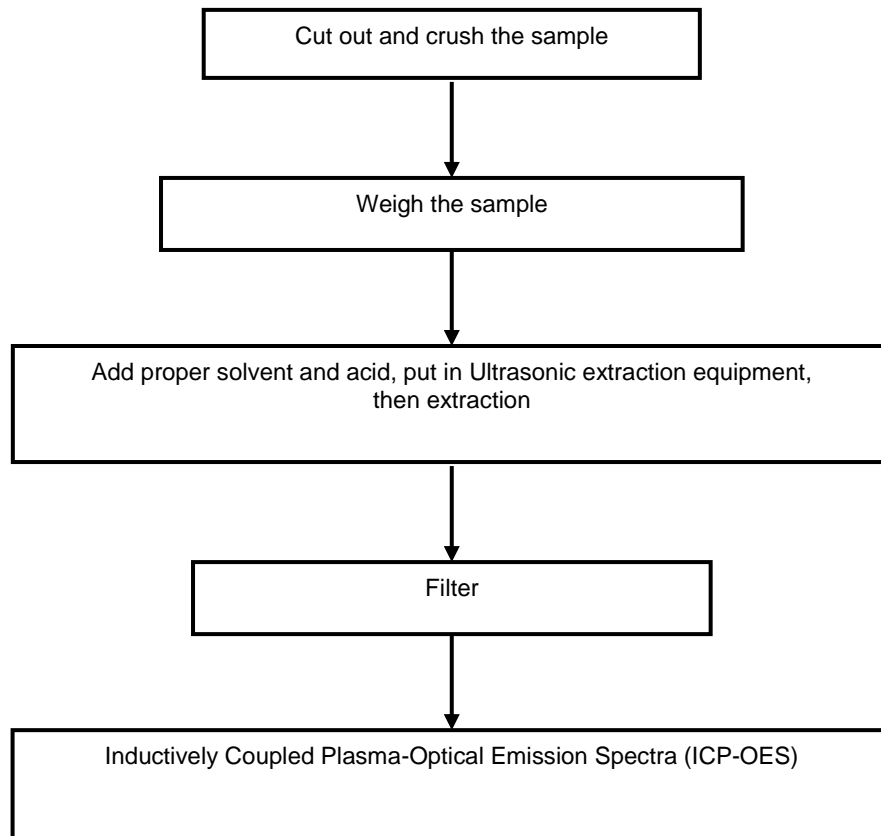 Cut out and crush the sample
Weigh the sample
Add proper solvent and acid, put in Ultrasonic extraction equipment,
then extraction
Filter
Inductively Coupled Plasma-Optical Emission Spectra (ICP-OES)